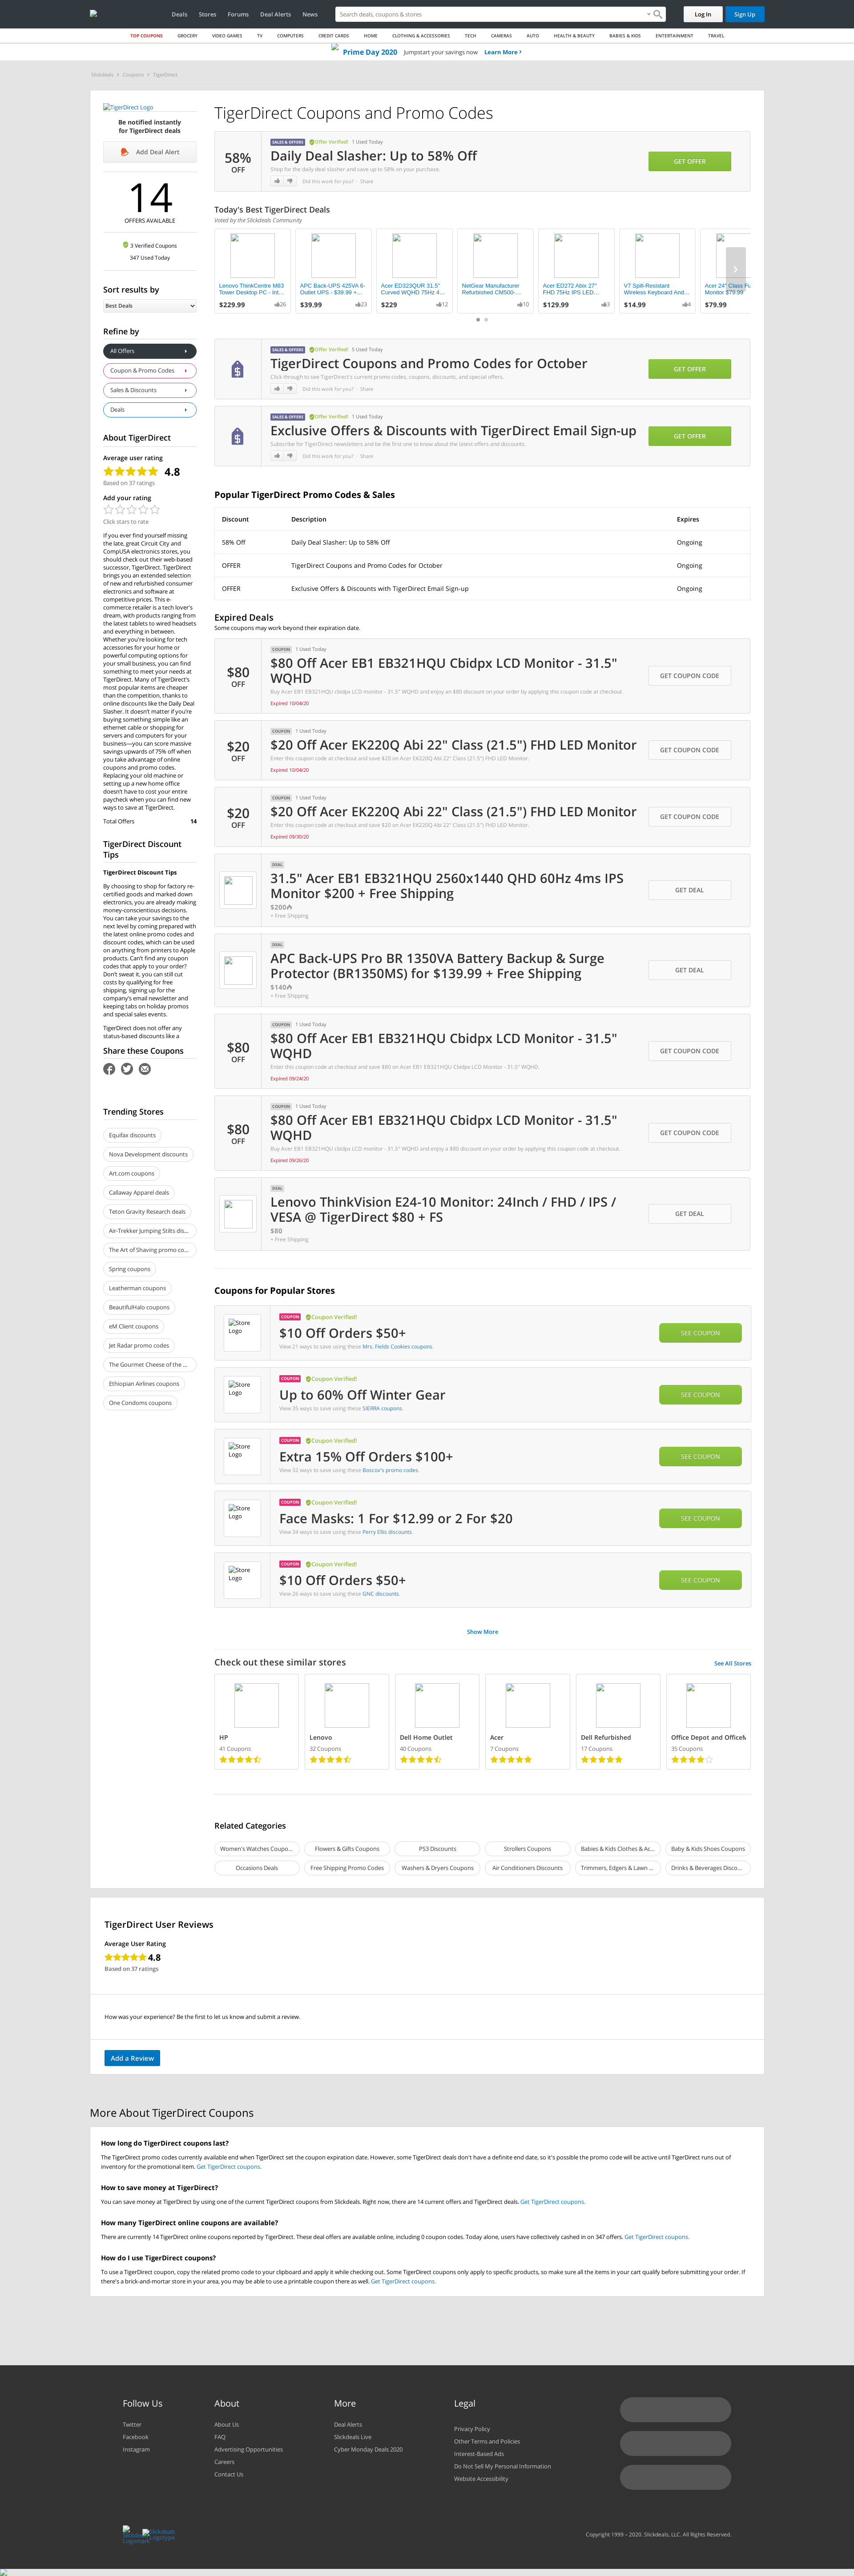 Deals Stores Forums Deal Alerts News
Search deals, coupons & stores
Log In
Sign Up
TOP COUPONS GROCERY VIDEO GAMES TV COMPUTERS CREDIT CARDS HOME CLOTHING & ACCESSORIES TECH CAMERAS AUTO HEALTH & BEAUTY BABIES & KIDS ENTERTAINMENT TRAVEL
Prime Day 2020 Jumpstart your savings now Learn More ›
Slickdeals > Coupons > TigerDirect
TigerDirect Logo
Be notified instantly
for TigerDirect deals
Add Deal Alert
14
OFFERS AVAILABLE
3 Verified Coupons
347 Used Today
Sort results by
Best Deals
Refine by
All Offers
Coupon & Promo Codes
Sales & Discounts
Deals
About TigerDirect
Average user rating
4.8
Based on 37 ratings
Add your rating
Click stars to rate
If you ever find yourself missing
the late, great Circuit City and
CompUSA electronics stores, you
should check out their web-based
successor, TigerDirect. TigerDirect
brings you an extended selection
of new and refurbished consumer
electronics and software at
competitive prices. This e-
commerce retailer is a tech lover's
dream, with products ranging from
the latest tablets to wired headsets
and everything in between.
Whether you're looking for tech
accessories for your home or
powerful computing options for
your small business, you can find
something to meet your needs at
TigerDirect. Many of TigerDirect's
most popular items are cheaper
than the competition, thanks to
online discounts like the Daily Deal
Slasher. It doesn't matter if you're
buying something simple like an
ethernet cable or shopping for
servers and computers for your
business—you can score massive
savings upwards of 75% off when
you take advantage of online
coupons and promo codes.
Replacing your old machine or
setting up a new home office
doesn't have to cost your entire
paycheck when you can find new
ways to save at TigerDirect.
Total Offers 14
TigerDirect Discount
Tips
TigerDirect Discount Tips
By choosing to shop for factory re-
certified goods and marked down
electronics, you are already making
money-conscientious decisions.
You can take your savings to the
next level by coming prepared with
the latest online promo codes and
discount codes, which can be used
on anything from printers to Apple
products. Can't find any coupon
codes that apply to your order?
Don't sweat it, you can still cut
costs by qualifying for free
shipping, signing up for the
company's email newsletter and
keeping tabs on holiday promos
and special sales events.
TigerDirect does not offer any
status-based discounts like a
Share these Coupons
Trending Stores
Equifax discounts
Nova Development discounts
Art.com coupons
Callaway Apparel deals
Teton Gravity Research deals
Air-Trekker Jumping Stilts dis...
The Art of Shaving promo co...
Spring coupons
Leatherman coupons
BeautifulHalo coupons
eM Client coupons
Jet Radar promo codes
The Gourmet Cheese of the ...
Ethiopian Airlines coupons
One Condoms coupons
TigerDirect Coupons and Promo Codes
58%
OFF
SALES & OFFERS Offer Verified! 1 Used Today
Daily Deal Slasher: Up to 58% Off
Shop for the daily deal slasher and save up to 58% on your purchase.
Did this work for you? - Share
GET OFFER
Today's Best TigerDirect Deals
Voted by the Slickdeals Community
Lenovo ThinkCentre M83
Tower Desktop PC - Int...
$229.99 26
APC Back-UPS 425VA 6-
Outlet UPS - $39.99 +...
$39.99 23
Acer ED323QUR 31.5"
Curved WQHD 75Hz 4...
$229 12
NetGear Manufacturer
Refurbished CM500-...
10
Acer ED272 Abix 27"
FHD 75Hz IPS LED...
$129.99 3
V7 Spill-Resistant
Wireless Keyboard And...
$14.99 4
Acer 24" Class Fu
Monitor $79.99
$79.99
SALES & OFFERS Offer Verified! 5 Used Today
TigerDirect Coupons and Promo Codes for October
Click through to see TigerDirect's current promo codes, coupons, discounts, and special offers.
Did this work for you? - Share
GET OFFER
SALES & OFFERS Offer Verified! 1 Used Today
Exclusive Offers & Discounts with TigerDirect Email Sign-up
Subscribe for TigerDirect newsletters and be the first one to know about the latest offers and discounts.
Did this work for you? - Share
GET OFFER
Popular TigerDirect Promo Codes & Sales
Discount Description Expires
58% Off Daily Deal Slasher: Up to 58% Off Ongoing
OFFER TigerDirect Coupons and Promo Codes for October Ongoing
OFFER Exclusive Offers & Discounts with TigerDirect Email Sign-up Ongoing
Expired Deals
Some coupons may work beyond their expiration date.
$80
OFF
COUPON 1 Used Today
$80 Off Acer EB1 EB321HQU Cbidpx LCD Monitor - 31.5"
WQHD
Buy Acer EB1 EB321HQU cbidpx LCD monitor - 31.5" WQHD and enjoy an $80 discount on your order by applying this coupon code at checkout.
Expired 10/04/20
GET COUPON CODE
$20
OFF
COUPON 1 Used Today
$20 Off Acer EK220Q Abi 22" Class (21.5") FHD LED Monitor
Enter this coupon code at checkout and save $20 on Acer EK220Q Abi 22" Class (21.5") FHD LED Monitor.
Expired 10/04/20
GET COUPON CODE
$20
OFF
COUPON 1 Used Today
$20 Off Acer EK220Q Abi 22" Class (21.5") FHD LED Monitor
Enter this coupon code at checkout and save $20 on Acer EK220Q Abi 22" Class (21.5") FHD LED Monitor.
Expired 09/30/20
GET COUPON CODE
DEAL
31.5" Acer EB1 EB321HQU 2560x1440 QHD 60Hz 4ms IPS
Monitor $200 + Free Shipping
$200
+ Free Shipping
GET DEAL
DEAL
APC Back-UPS Pro BR 1350VA Battery Backup & Surge
Protector (BR1350MS) for $139.99 + Free Shipping
$140
+ Free Shipping
GET DEAL
$80
OFF
COUPON 1 Used Today
$80 Off Acer EB1 EB321HQU Cbidpx LCD Monitor - 31.5"
WQHD
Enter this coupon code at checkout and save $80 on Acer EB1 EB321HQU Cbidpx LCD Monitor - 31.5" WQHD.
Expired 09/24/20
GET COUPON CODE
$80
OFF
COUPON 1 Used Today
$80 Off Acer EB1 EB321HQU Cbidpx LCD Monitor - 31.5"
WQHD
Buy Acer EB1 EB321HQU cbidpx LCD monitor - 31.5" WQHD and enjoy a $80 discount on your order by applying this coupon code at checkout.
Expired 09/26/20
GET COUPON CODE
DEAL
Lenovo ThinkVision E24-10 Monitor: 24Inch / FHD / IPS /
VESA @ TigerDirect $80 + FS
$80
+ Free Shipping
GET DEAL
Coupons for Popular Stores
Store Logo
COUPON Coupon Verified!
$10 Off Orders $50+
View 21 ways to save using these Mrs. Fields Cookies coupons.
SEE COUPON
Store Logo
COUPON Coupon Verified!
Up to 60% Off Winter Gear
View 35 ways to save using these SIERRA coupons.
SEE COUPON
Store Logo
COUPON Coupon Verified!
Extra 15% Off Orders $100+
View 32 ways to save using these Boscov's promo codes.
SEE COUPON
Store Logo
COUPON Coupon Verified!
Face Masks: 1 For $12.99 or 2 For $20
View 34 ways to save using these Perry Ellis discounts.
SEE COUPON
Store Logo
COUPON Coupon Verified!
$10 Off Orders $50+
View 26 ways to save using these GNC discounts.
SEE COUPON
Show More
Check out these similar stores
See All Stores
HP
41 Coupons
Lenovo
32 Coupons
Dell Home Outlet
40 Coupons
Acer
7 Coupons
Dell Refurbished
17 Coupons
Office Depot and OfficeM
35 Coupons
Related Categories
Women's Watches Coupo... Flowers & Gifts Coupons PS3 Discounts Strollers Coupons Babies & Kids Clothes & Ac... Baby & Kids Shoes Coupons
Occasions Deals Free Shipping Promo Codes Washers & Dryers Coupons Air Conditioners Discounts Trimmers, Edgers & Lawn ... Drinks & Beverages Disco...
TigerDirect User Reviews
Average User Rating
4.8
Based on 37 ratings
How was your experience? Be the first to let us know and submit a review.
Add a Review
More About TigerDirect Coupons
How long do TigerDirect coupons last?
The TigerDirect promo codes currently available end when TigerDirect set the coupon expiration date. However, some TigerDirect deals don't have a definite end date, so it's possible the promo code will be active until TigerDirect runs out of
inventory for the promotional item. Get TigerDirect coupons.
How to save money at TigerDirect?
You can save money at TigerDirect by using one of the current TigerDirect coupons from Slickdeals. Right now, there are 14 current offers and TigerDirect deals. Get TigerDirect coupons.
How many TigerDirect online coupons are available?
There are currently 14 TigerDirect online coupons reported by TigerDirect. These deal offers are available online, including 0 coupon codes. Today alone, users have collectively cashed in on 347 offers. Get TigerDirect coupons.
How do I use TigerDirect coupons?
To use a TigerDirect coupon, copy the related promo code to your clipboard and apply it while checking out. Some TigerDirect coupons only apply to specific products, so make sure all the items in your cart qualify before submitting your order. If
there's a brick-and-mortar store in your area, you may be able to use a printable coupon there as well. Get TigerDirect coupons.
Follow Us
Twitter
Facebook
Instagram
About
About Us
FAQ
Advertising Opportunities
Careers
Contact Us
More
Deal Alerts
Slickdeals Live
Cyber Monday Deals 2020
Legal
Privacy Policy
Other Terms and Policies
Interest-Based Ads
Do Not Sell My Personal Information
Website Accessibility
Slickdeals Logomark
Slickdeals Logotype
Copyright 1999 – 2020. Slickdeals, LLC. All Rights Reserved.